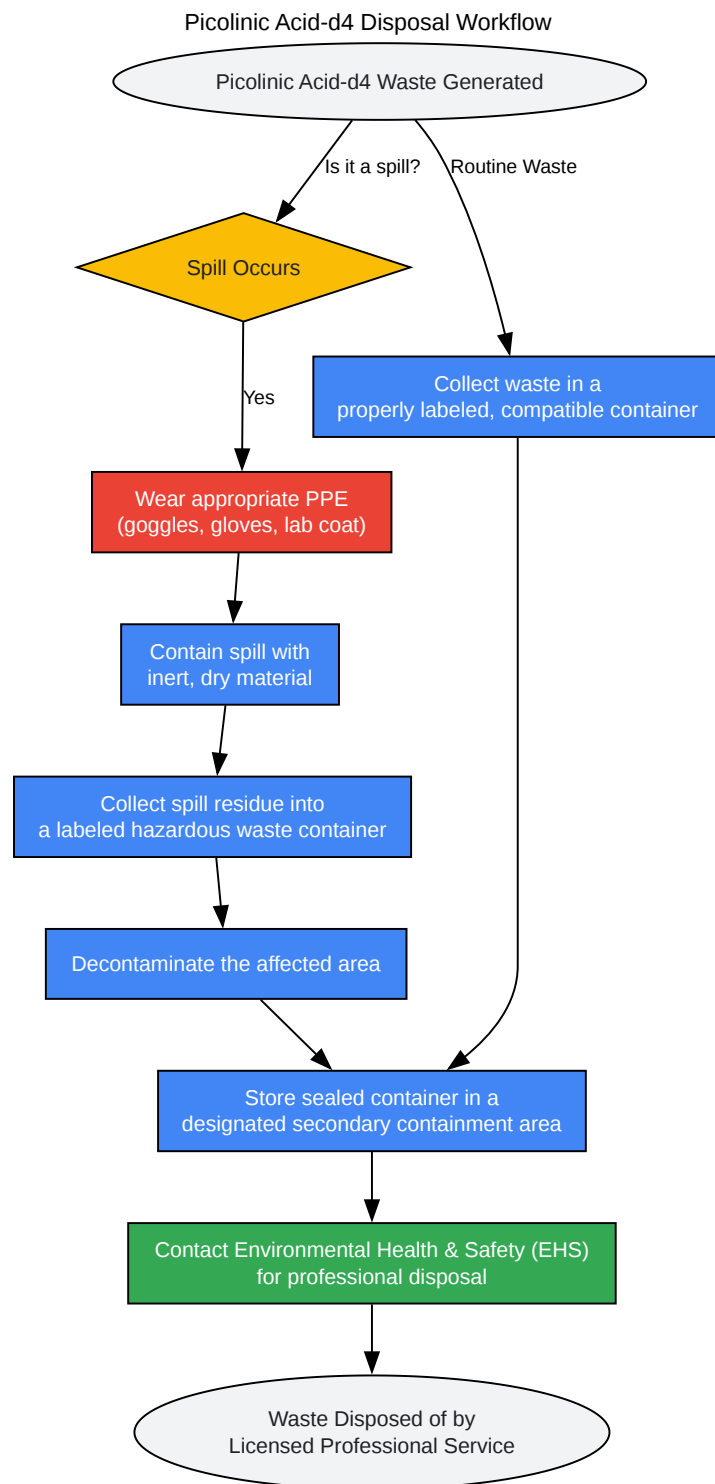 Picolinic Acid-d4 Disposal Workflow
Picolinic Acid-d4 Waste Generated
Is it a spill?
Routine Waste
Spill Occurs
Collect waste in a
properly labeled, compatible container
Yes
Wear appropriate PPE
(goggles, gloves, lab coat)
Contain spill with
inert, dry material
Collect spill residue into
a labeled hazardous waste container
Decontaminate the affected area
Store sealed container in a
designated secondary containment area
Contact Environmental Health & Safety (EHS)
for professional disposal
Waste Disposed of by
Licensed Professional Service